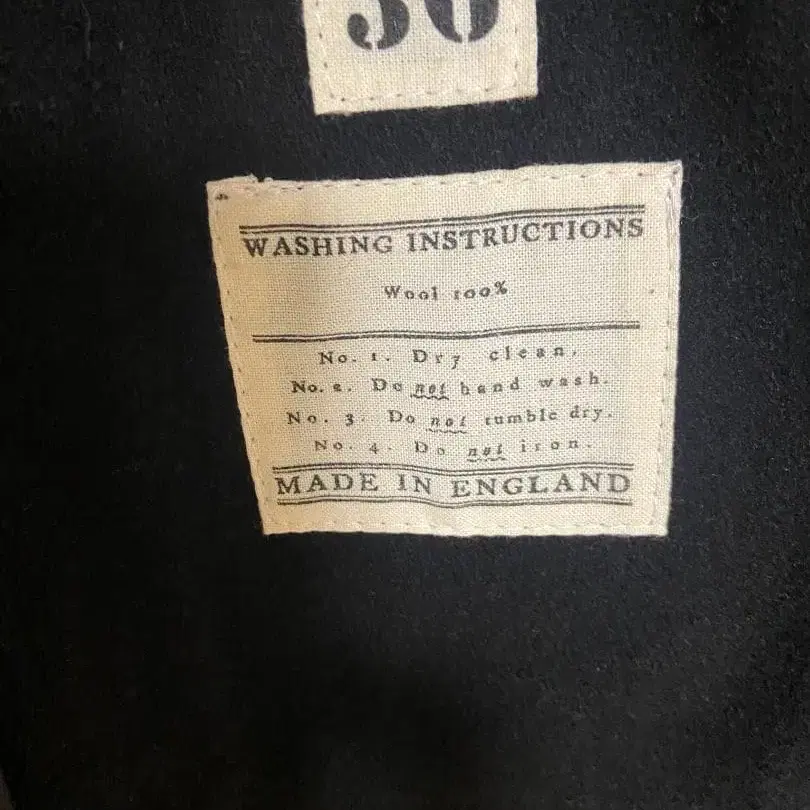 WASHING INSTRUCTIONS
Wool 100%
No. 1. Dry clean.
No. 2. Do not hand wash.
No. 3. Do not tumble dry.
No. 4. Do not iron.
MADE IN ENGLAND